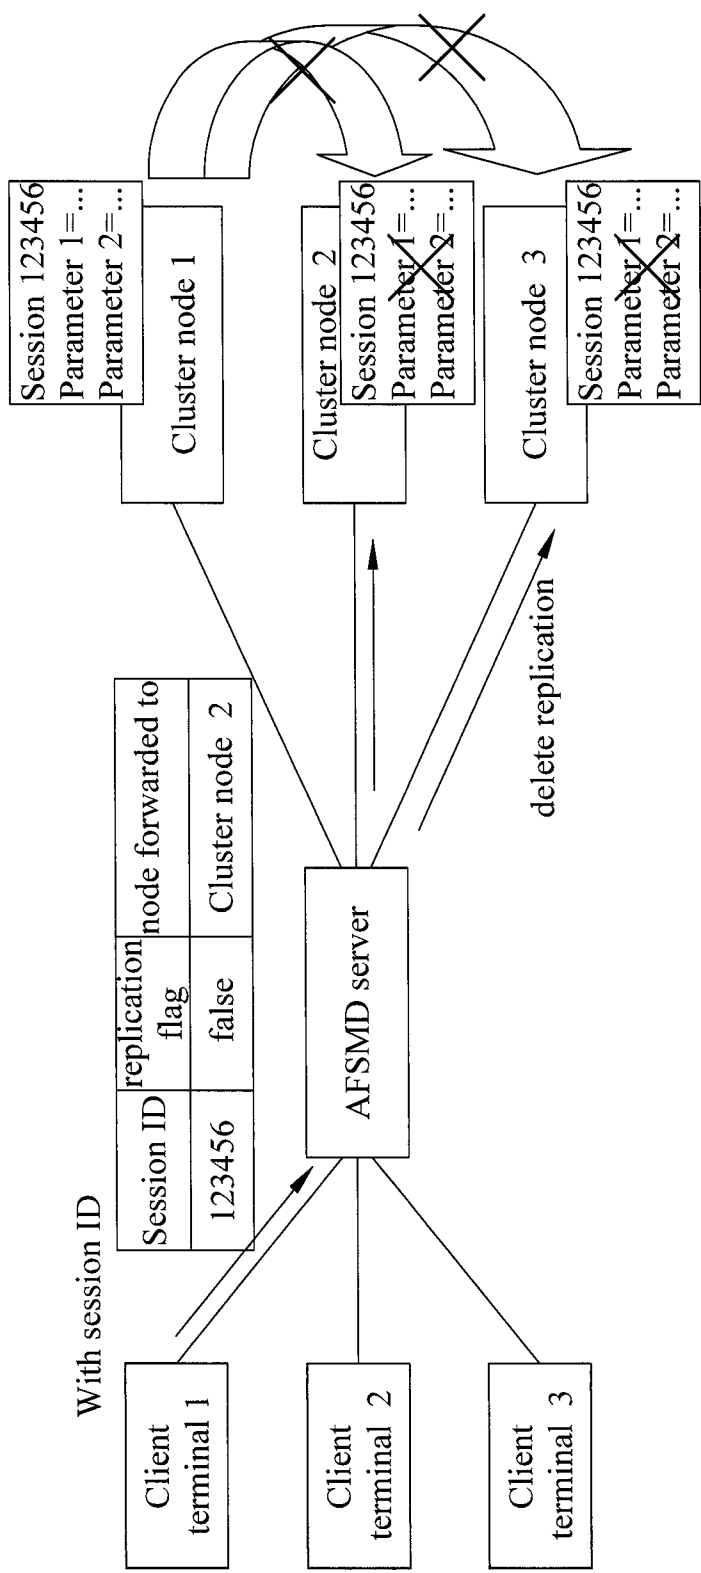 With session ID
Session ID
replication
flag
node forwarded to
123456
false
Cluster node 2
Client
terminal 1
Client
terminal 2
Client
terminal 3
AFSMD server
delete replication
Session 123456
Parameter 1=...
Parameter 2=...
Cluster node 1
Cluster node 2
Session 123456
Parameter 1=...
Parameter 2=...
Cluster node 3
Session 123456
Parameter 1=...
Parameter 2=...